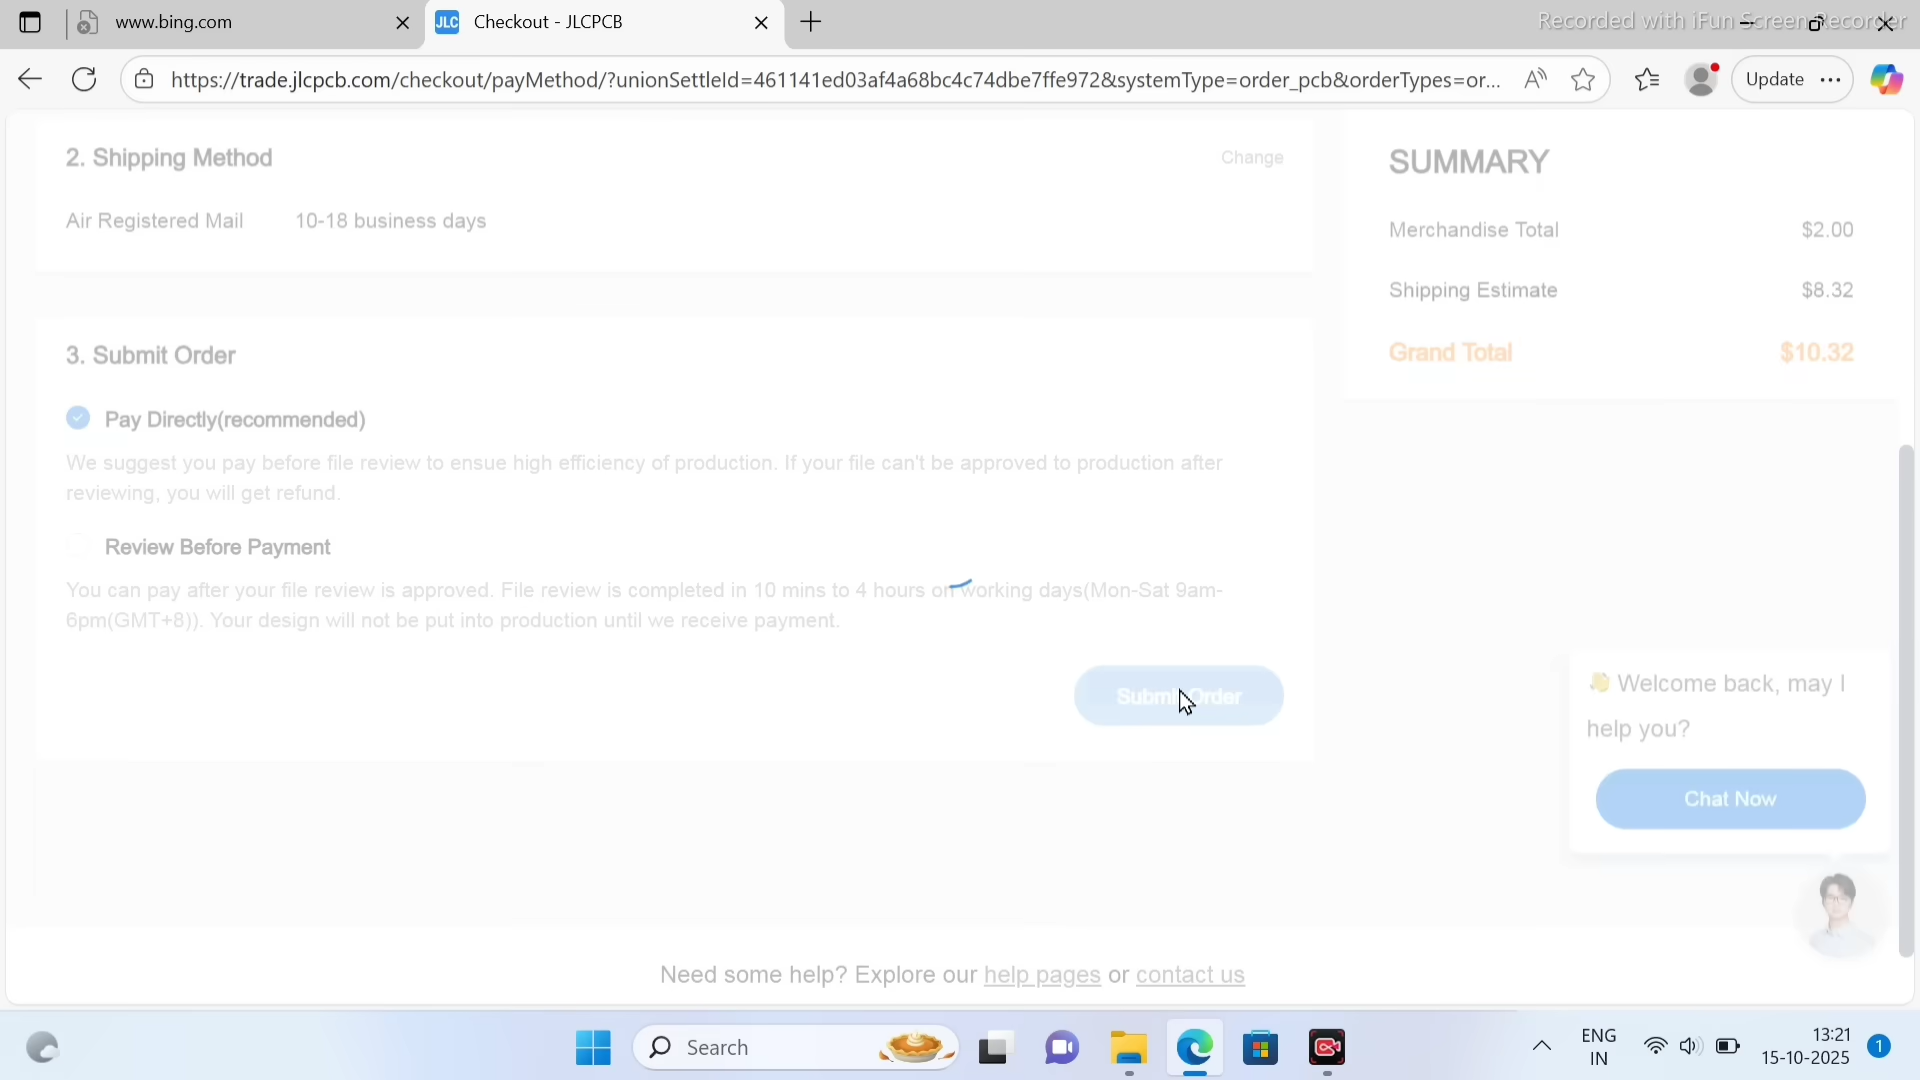 www.bing.com
JLC Checkout - JLCPCB
Recorded with iFun Screen Recorder
https://trade.jlcpcb.com/checkout/payMethod/?unionSettleId=461141ed03af4a68bc4c74dbe7ffe972&systemType=order_pcb&orderTypes=or...
Update
2. Shipping Method
Change
Air Registered Mail 10-18 business days
SUMMARY
Merchandise Total $2.00
Shipping Estimate $8.32
Grand Total $10.32
3. Submit Order
Pay Directly(recommended)
We suggest you pay before file review to ensue high efficiency of production. If your file can't be approved to production after
reviewing, you will get refund.
Review Before Payment
You can pay after your file review is approved. File review is completed in 10 mins to 4 hours on working days(Mon-Sat 9am-
6pm(GMT+8)). Your design will not be put into production until we receive payment.
Submit Order
👋 Welcome back, may I
help you?
Chat Now
Need some help? Explore our help pages or contact us
Search
ENG
IN
13:21
15-10-2025
1